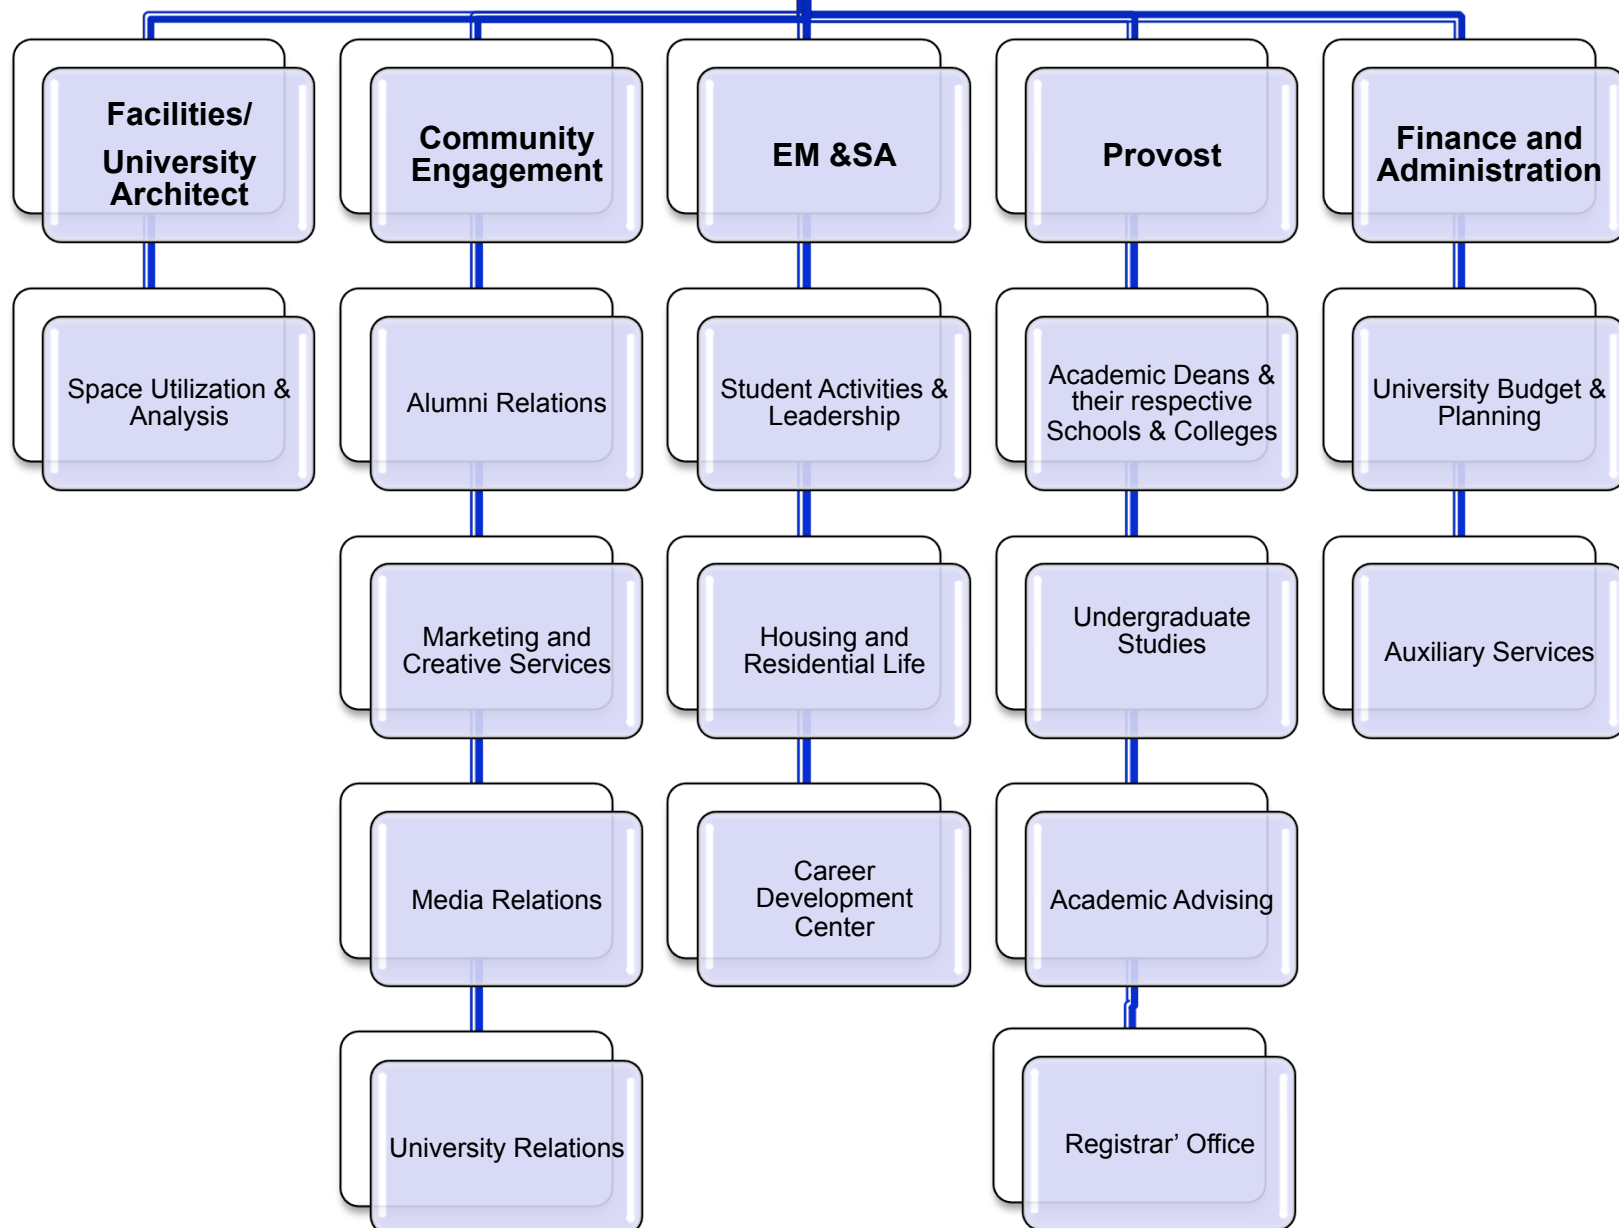 Facilities/
University
Architect
Community
Engagement
EM &SA
Provost
Finance and
Administration
Space Utilization &
Analysis
Alumni Relations
Student Activities &
Leadership
Academic Deans &
their respective
Schools & Colleges
University Budget &
Planning
Marketing and
Creative Services
Housing and
Residential Life
Undergraduate
Studies
Auxiliary Services
Media Relations
Career
Development
Center
Academic Advising
University Relations
Registrar’ Office